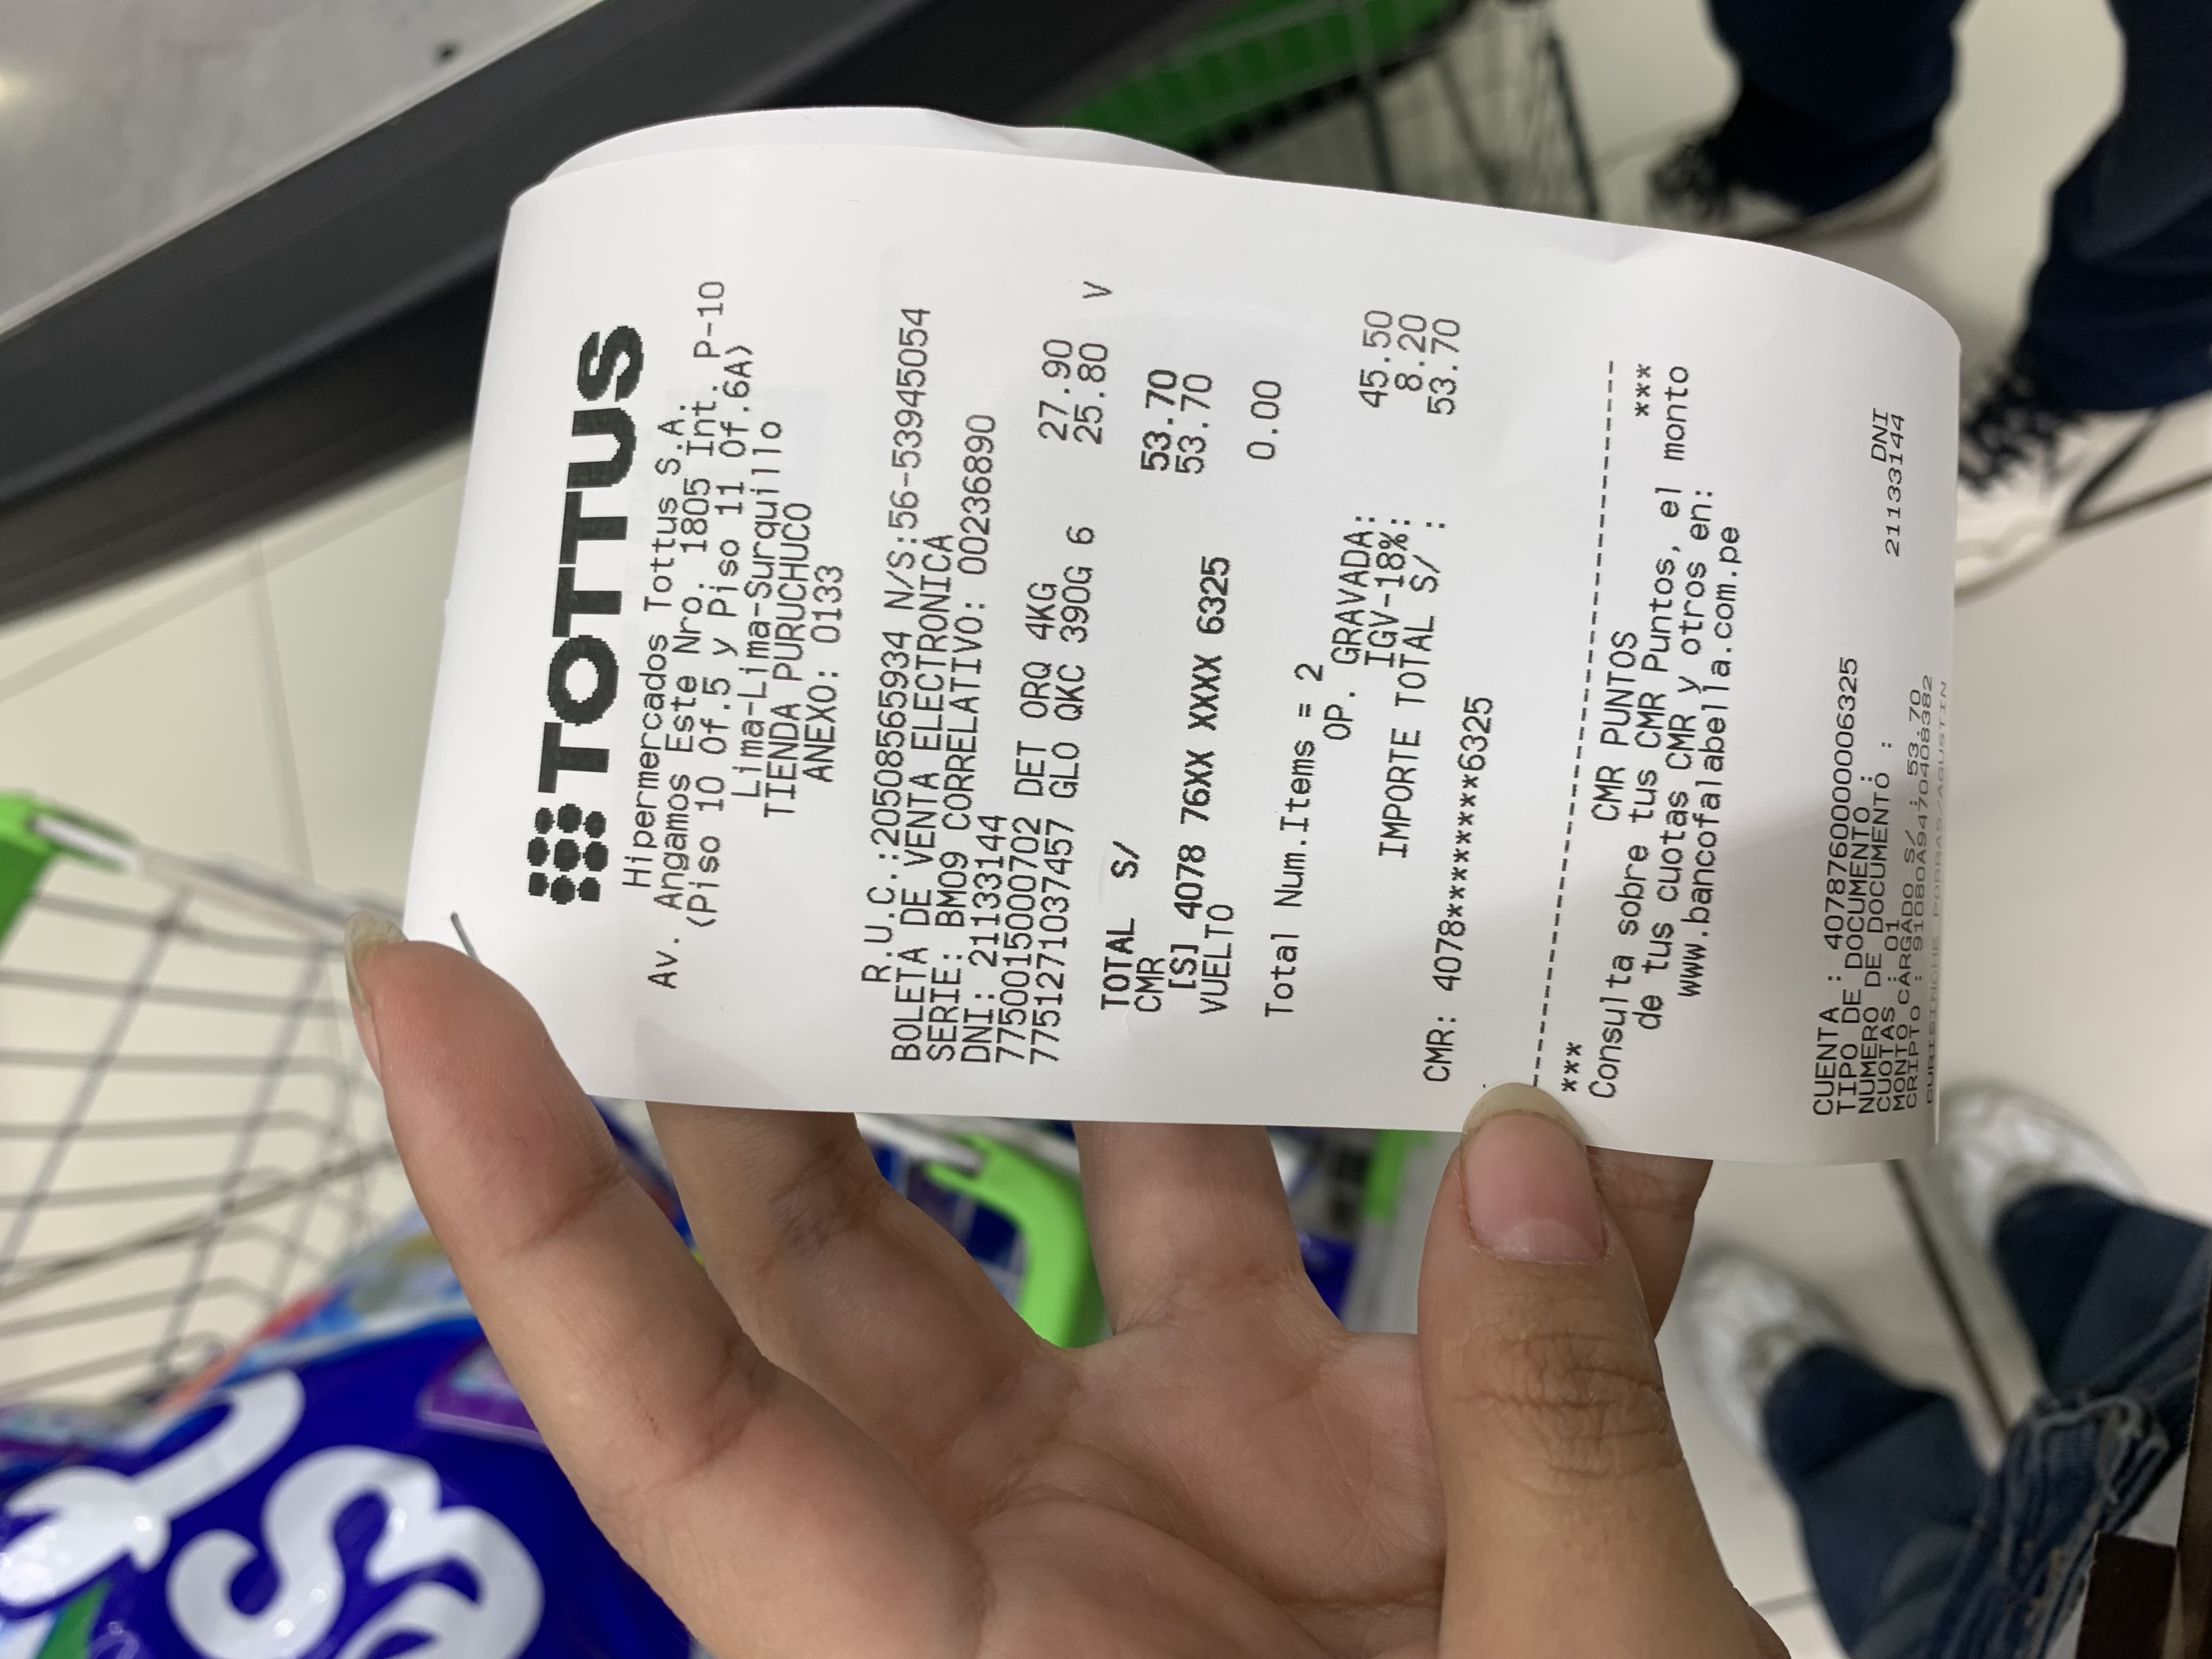 TOTTUS
Hipermercados Tottus S.A.
Av. Angamos Este Nro. 1805 Int. P-10
(Piso 10 Of.5 y Piso 11 Of.6A)
Lima-Lima-Surquillo
TIENDA PURUCHUCO
ANEXO: 0133
R.U.C.:20508565934 N/S:56-53945054
BOLETA DE VENTA ELECTRONICA
SERIE: BM09 CORRELATIVO: 00236890
DNI: 21133144
7750015000702 DET ORQ 4KG 27.90
7751271037457 GLO QKC 390G 6 25.80 V
TOTAL S/ 53.70
CMR 53.70
[S] 4078 76XX XXXX 6325
VUELTO 0.00
Total Num.Items = 2
OP. GRAVADA: 45.50
IGV-18%: 8.20
IMPORTE TOTAL S/ : 53.70
CMR: 4078********6325
------------------------------------------
*** CMR PUNTOS ***
Consulta sobre tus CMR Puntos, el monto
de tus cuotas CMR y otros en:
www.bancofalabella.com.pe
CUENTA : 4078760000006325
TIPO DE DOCUMENTO : DNI
NUMERO DE DOCUMENTO : 21133144
CUOTAS : 01
MONTO CARGADO S/ : 53.70
CRIPTO : 91080A9470408382
PORRAS/AGUSTIN